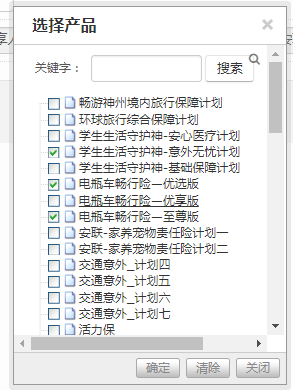 选择产品
关键字：
搜索
畅游神州境内旅行保障计划
环球旅行综合保障计划
学生生活守护神-安心医疗计划
学生生活守护神-意外无忧计划
学生生活守护神-基础保障计划
电瓶车畅行险—优选版
电瓶车畅行险—优享版
电瓶车畅行险—至尊版
安联-家养宠物责任险计划一
安联-家养宠物责任险计划二
交通意外_计划四
交通意外_计划五
交通意外_计划六
交通意外_计划七
活力保
确定 清除 关闭